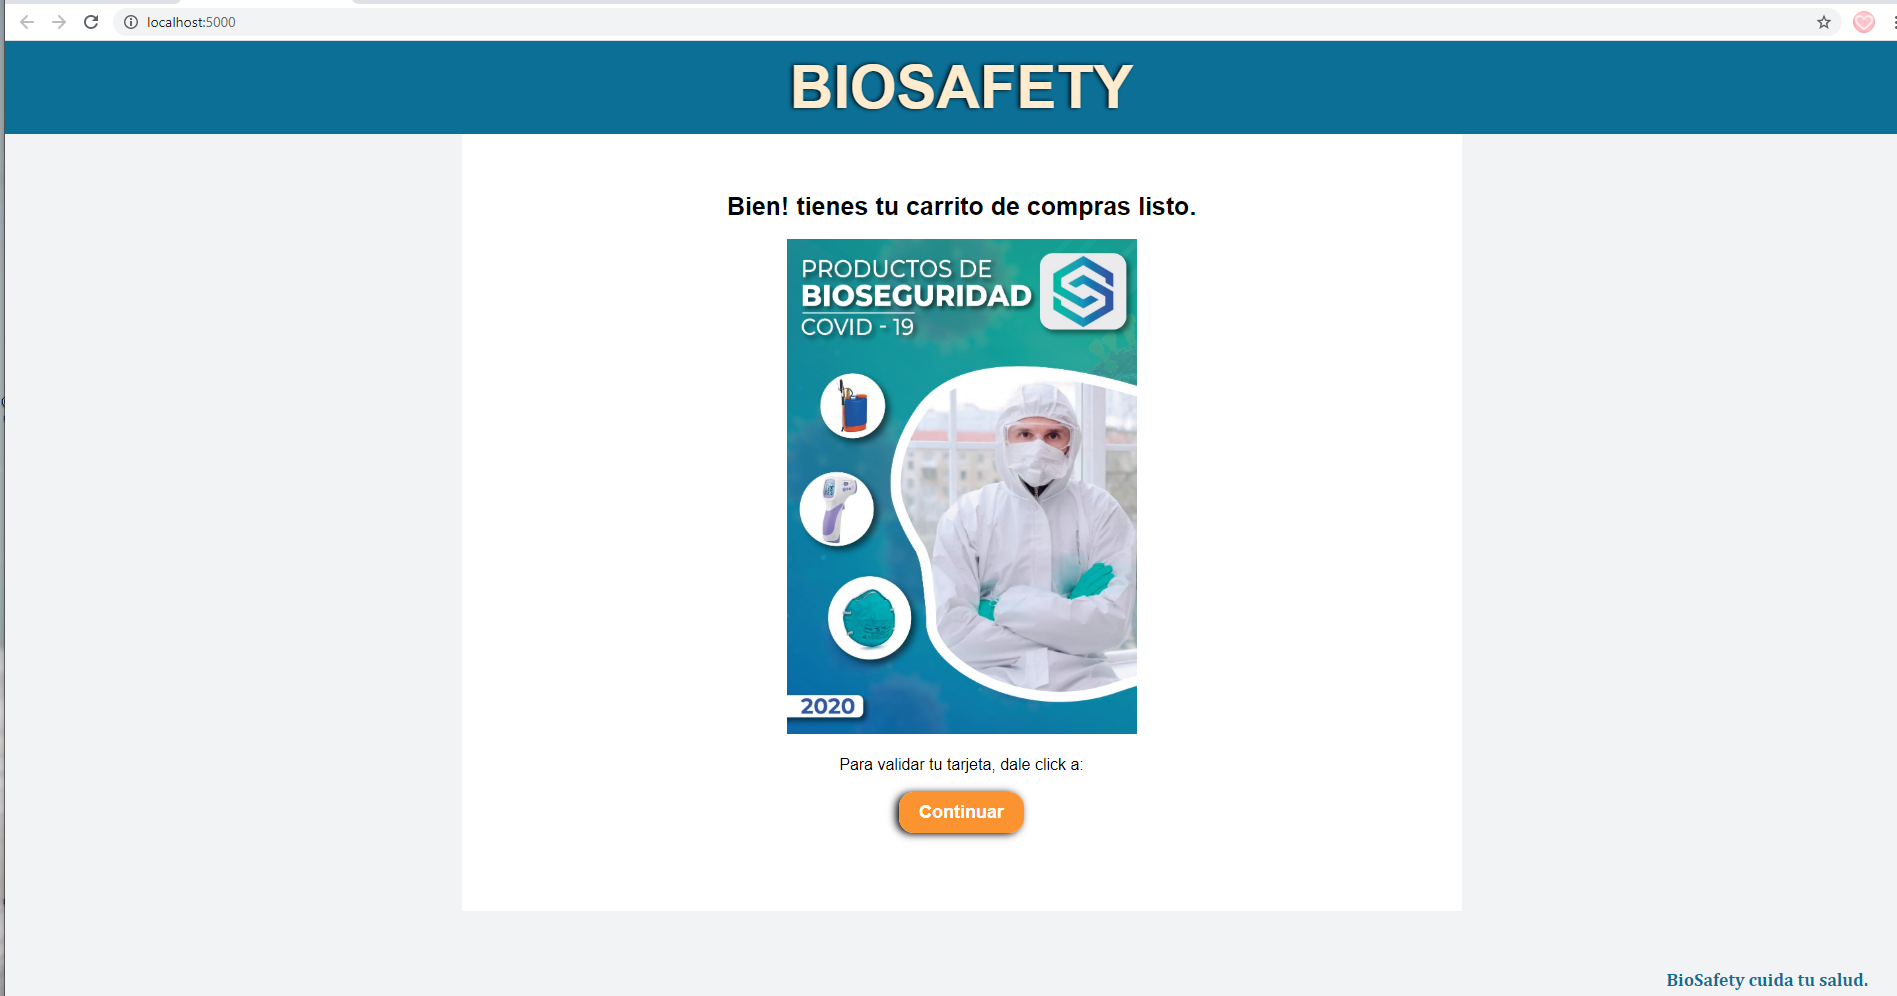 localhost:5000
BIOSAFETY
Bien! tienes tu carrito de compras listo.
PRODUCTOS DE
BIOSEGURIDAD
COVID - 19
2020
Para validar tu tarjeta, dale click a:
Continuar
BioSafety cuida tu salud.